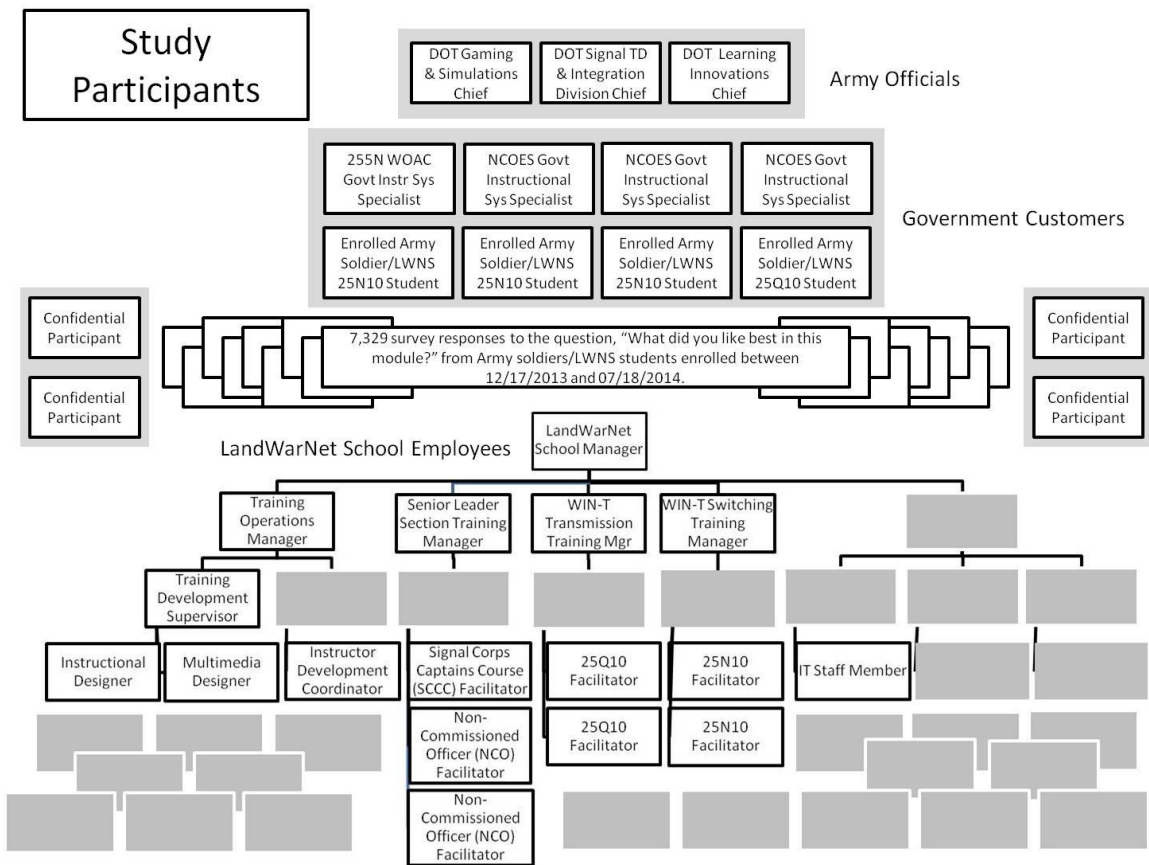 Study
Participants
DOT Gaming
& Simulations
Chief
DOT Signal TD
& Integration
Division Chief
DOT Learning
Innovations
Chief
Army Officials
255N WOAC
Govt Instr Sys
Specialist
NCOES Govt
Instructional
Sys Specialist
NCOES Govt
Instructional
Sys Specialist
NCOES Govt
Instructional
Sys Specialist
Government Customers
Enrolled Army
Soldier/LWNS
25N10 Student
Enrolled Army
Soldier/LWNS
25N10 Student
Enrolled Army
Soldier/LWNS
25N10 Student
Enrolled Army
Soldier/LWNS
25Q10 Student
Confidential
Participant
Confidential
Participant
7,329 survey responses to the question, “What did you like best in this
module?” from Army soldiers/LWNS students enrolled between
12/17/2013 and 07/18/2014.
Confidential
Participant
Confidential
Participant
LandWarNet School Employees
LandWarNet
School Manager
Training
Operations
Manager
Senior Leader
Section Training
Manager
WIN-T
Transmission
Training Mgr
WIN-T Switching
Training
Manager
Training
Development
Supervisor
Instructional
Designer
Multimedia
Designer
Instructor
Development
Coordinator
Signal Corps
Captains Course
(SCCC) Facilitator
25Q10
Facilitator
25N10
Facilitator
IT Staff Member
Non-
Commissioned
Officer (NCO)
Facilitator
25Q10
Facilitator
25N10
Facilitator
Non-
Commissioned
Officer (NCO)
Facilitator